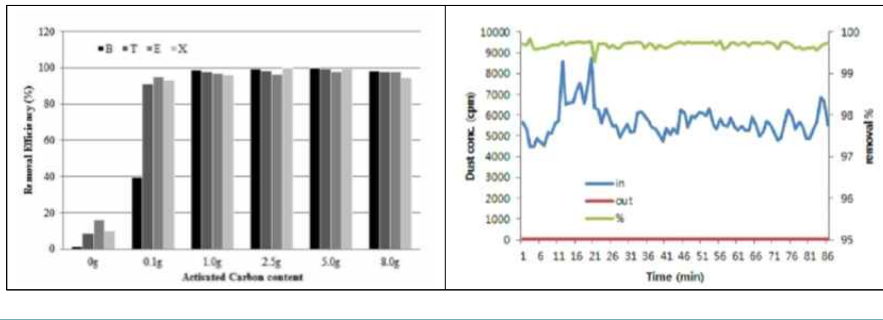 120
100
80
60
40
20
0
B T E X
Removal Efficiency (%)
0g 0.1g 1.0g 2.5g 5.0g 8.0g
Activated Carbon content
10000
9000
8000
7000
6000
5000
4000
3000
2000
1000
0
Dust conc. (cpm)
in
out
%
100
99
98
97
96
95
removal %
1 6 11 16 21 26 31 36 41 46 51 56 61 66 71 76 81 86
Time (min)